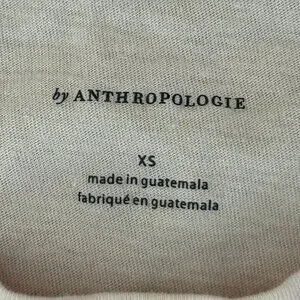 by ANTHROPOLOGIE
XS
made in guatemala
fabriqué en guatemala